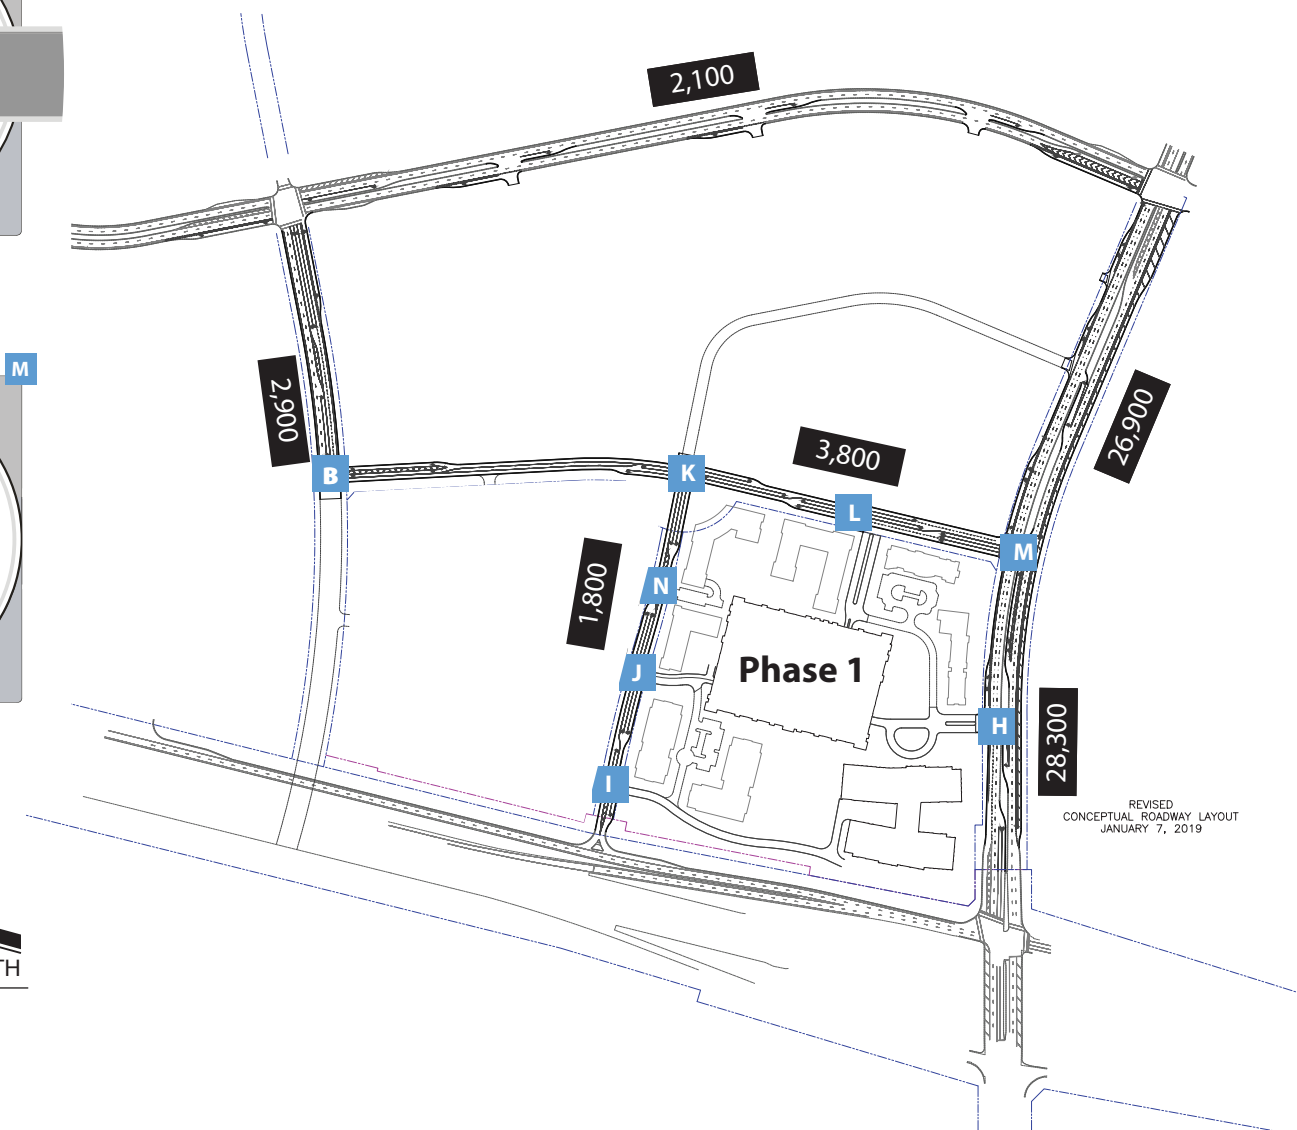 2,100
M
2,900
26,900
B
K
3,800
L
M
1,800
N
J
Phase 1
H
28,300
I
REVISED
CONCEPTUAL ROADWAY LAYOUT
JANUARY 7, 2019
TH